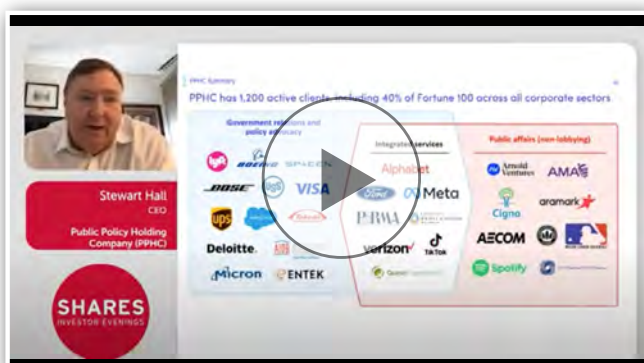 Stewart Hall
CEO
Public Policy Holding
Company (PPHC)
SHARES
INVESTOR EVENINGS
PPHC Summary
PPHC has 1,200 active clients, including 40% of Fortune 100 across all corporate sectors
Government relations and
policy advocacy
lyft
BOEING
BOSE
VISA
ups
salesforce
Deloitte.
Micron
ENTEK
Integrated services
Alphabet
Ford
Meta
PhRMA
verizon
TikTok
Public affairs (non-lobbying)
Arnold
Ventures
AMA
Cigna
aramark
AECOM
Spotify